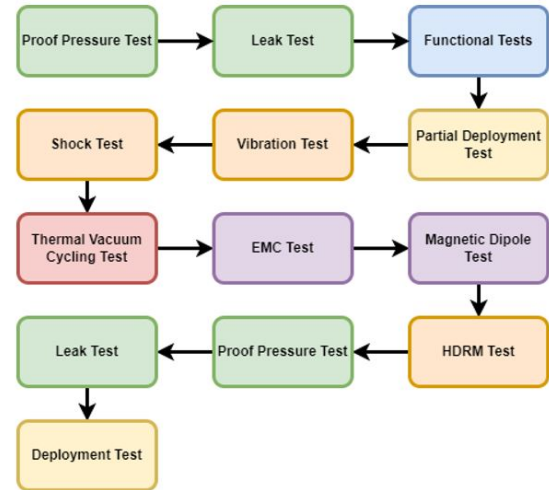 Proof Pressure Test
Leak Test
Functional Tests
Partial Deployment
Test
Vibration Test
Shock Test
Thermal Vacuum
Cycling Test
EMC Test
Magnetic Dipole
Test
HDRM Test
Proof Pressure Test
Leak Test
Deployment Test